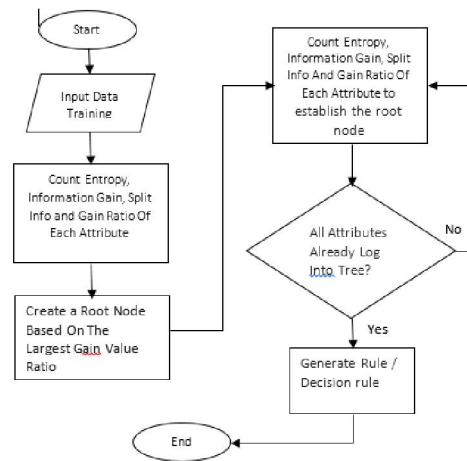 Start
Input Data
Training
Count Entropy,
Information Gain, Split
Info and Gain Ratio Of
Each Attribute
Create a Root Node
Based On The
Largest Gain Value
Ratio
Count Entropy,
Information Gain, Split
Info And Gain Ratio Of
Each Attribute to
establish the root
node
All Attributes
Already Log
Into Tree?
No
Yes
Generate Rule /
Decision rule
End